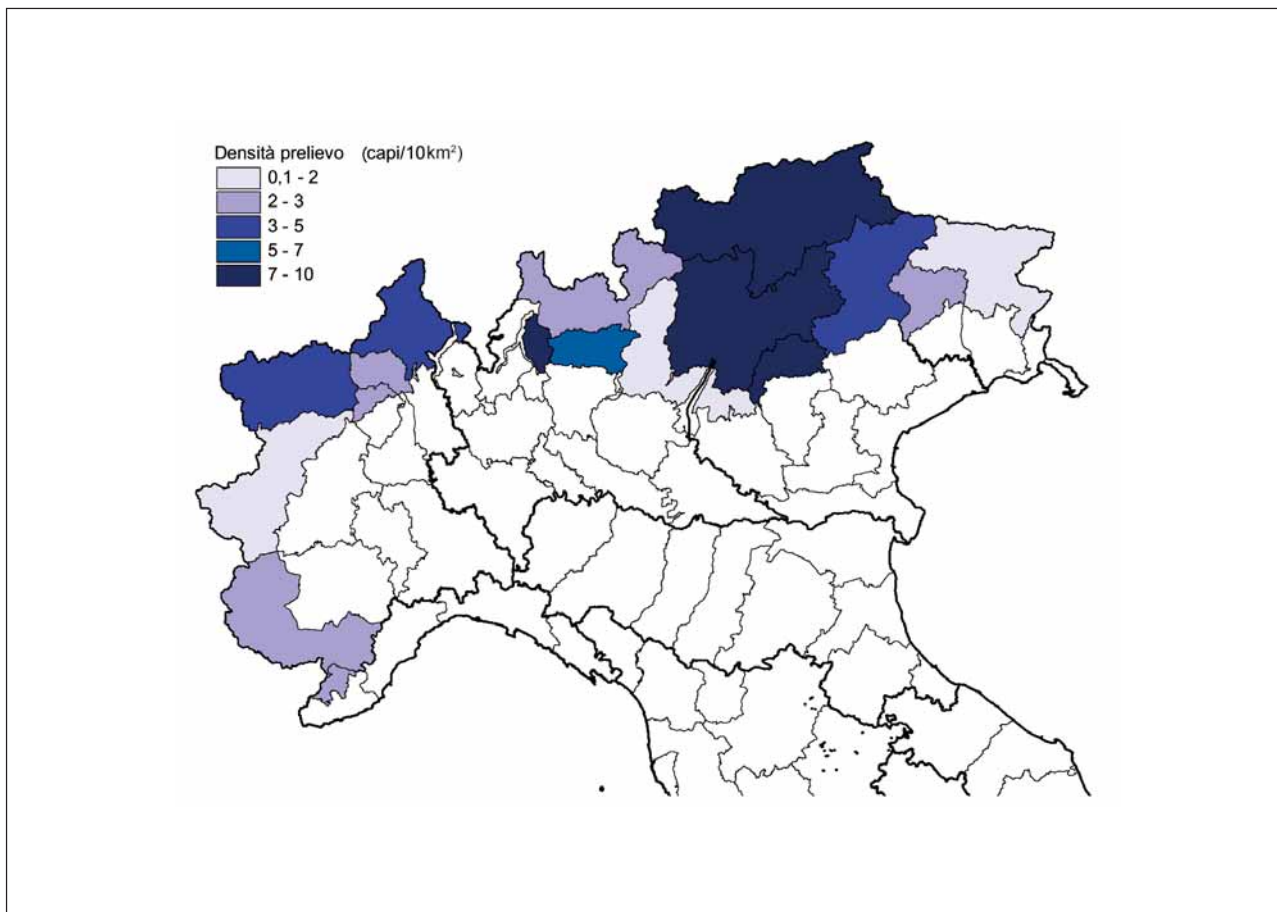 Densità prelievo (capi/10km²)
0,1 - 2
2 - 3
3 - 5
5 - 7
7 - 10